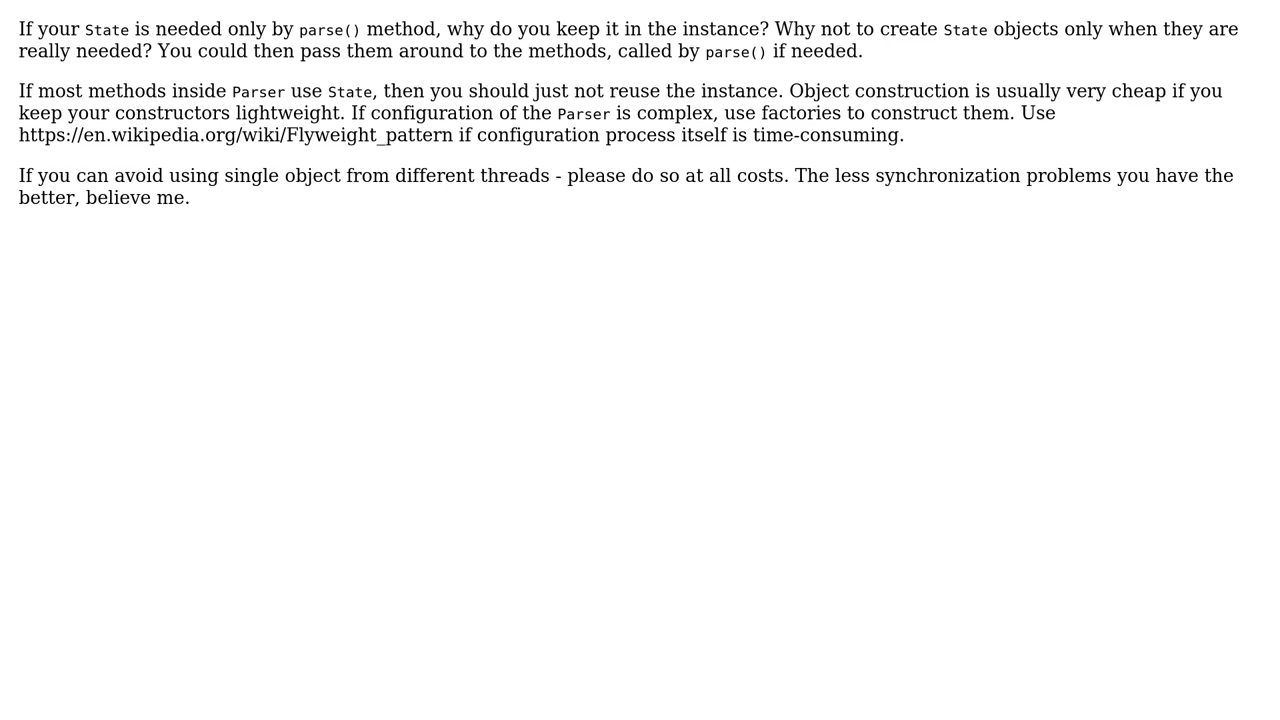 If your State is needed only by parse() method, why do you keep it in the instance? Why not to create State objects only when they are
really needed? You could then pass them around to the methods, called by parse() if needed.
If most methods inside Parser use State, then you should just not reuse the instance. Object construction is usually very cheap if you
keep your constructors lightweight. If configuration of the Parser is complex, use factories to construct them. Use
https://en.wikipedia.org/wiki/Flyweight_pattern if configuration process itself is time-consuming.
If you can avoid using single object from different threads - please do so at all costs. The less synchronization problems you have the
better, believe me.